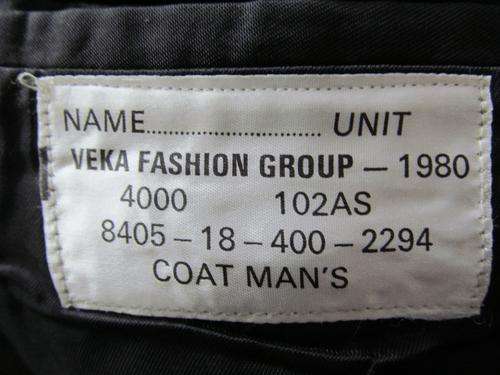 NAME.............................. UNIT
VEKA FASHION GROUP — 1980
4000 102AS
8405 – 18 – 400 – 2294
COAT MAN'S